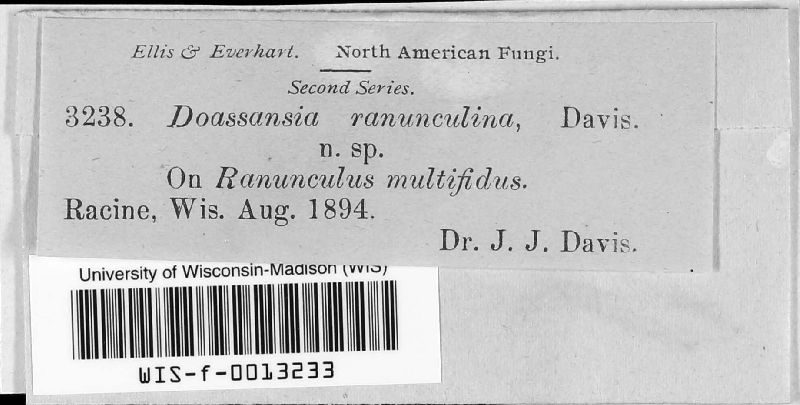 Ellis & Everhart. North American Fungi.
Second Series.
3238. Doassansia ranunculina, Davis.
n. sp.
On Ranunculus multifidus.
Racine, Wis. Aug. 1894.
Dr. J. J. Davis.
University of Wisconsin-Madison (WIS)
WIS-f-0013233